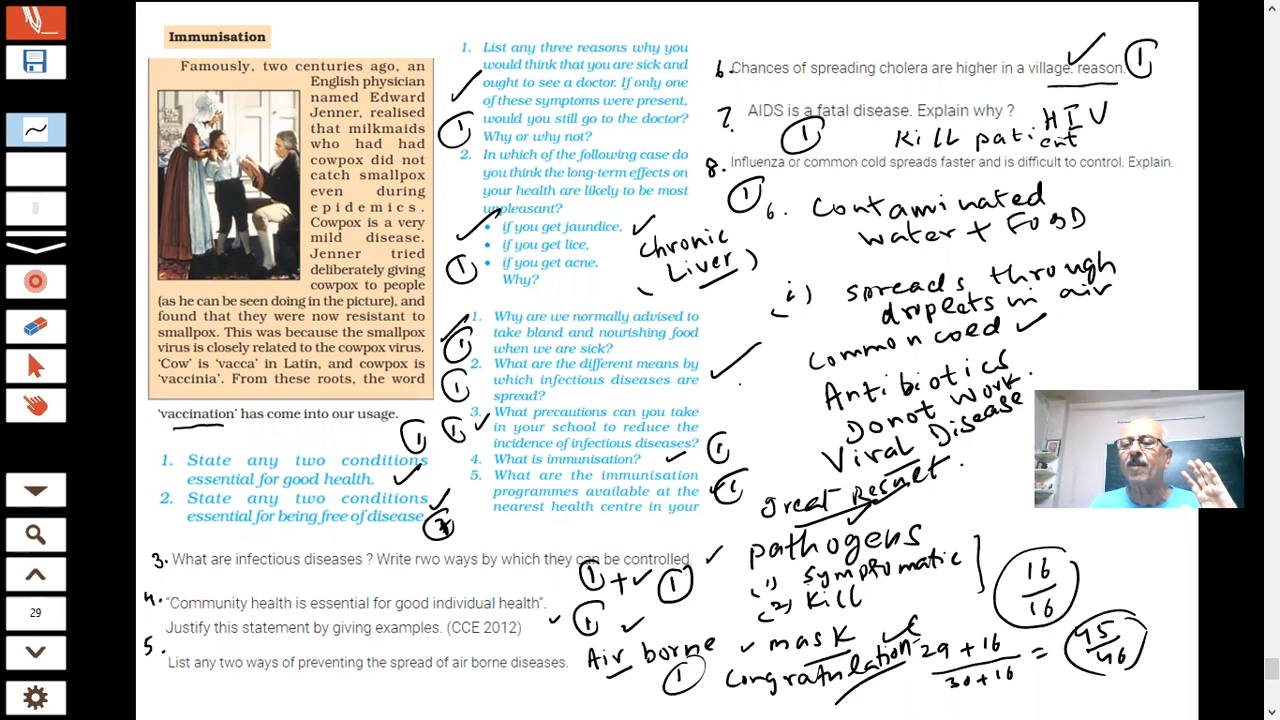 Immunisation
Famously, two centuries ago, an
English physician
named Edward
Jenner, realised
that milkmaids
who had had
cowpox did not
catch smallpox
even during
epidemics.
Cowpox is a very
mild disease.
Jenner tried
deliberately giving
cowpox to people
(as he can be seen doing in the picture), and
found that they were now resistant to
smallpox. This was because the smallpox
virus is closely related to the cowpox virus.
‘Cow’ is ‘vacca’ in Latin, and cowpox is
‘vaccinia’. From these roots, the word
‘vaccination’ has come into our usage.
1
1. State any two conditions
essential for good health.
2. State any two conditions
essential for being free of disease.
1. List any three reasons why you
would think that you are sick and
ought to see a doctor. If only one
of these symptoms were present,
would you still go to the doctor?
Why or why not?
1
2. In which of the following case do
you think the long-term effects on
your health are likely to be most
unpleasant?
• if you get jaundice,
• if you get lice,
• if you get acne.
Why?
1
chronic
(Liver)
1. Why are we normally advised to
take bland and nourishing food
when we are sick?
1
2. What are the different means by
which infectious diseases are
spread?
1
3. What precautions can you take
in your school to reduce the
incidence of infectious diseases?
1
4. What is immunisation?
1
5. What are the immunisation
programmes available at the
nearest health centre in your
1
3. What are infectious diseases ? Write two ways by which they can be controlled.
1 + 1
4. “Community health is essential for good individual health”.
Justify this statement by giving examples. (CCE 2012)
1
5. List any two ways of preventing the spread of air borne diseases.
Air borne mask
1
6. Chances of spreading cholera are higher in a village. reason. 1
7. AIDS is a fatal disease. Explain why ? HIV
1 Kill patient
8. Influenza or common cold spreads faster and is difficult to control. Explain.
1
6. Contaminated
water + FOOD
(i) spreads through
droplets in air
Common cold
Antibiotics
Donot Work
Viral Disease
Great Result.
pathogens
(1) Symptomatic
(2) Kill
16
16
Congratulation
29 + 16
30 + 16
=
45
46
29